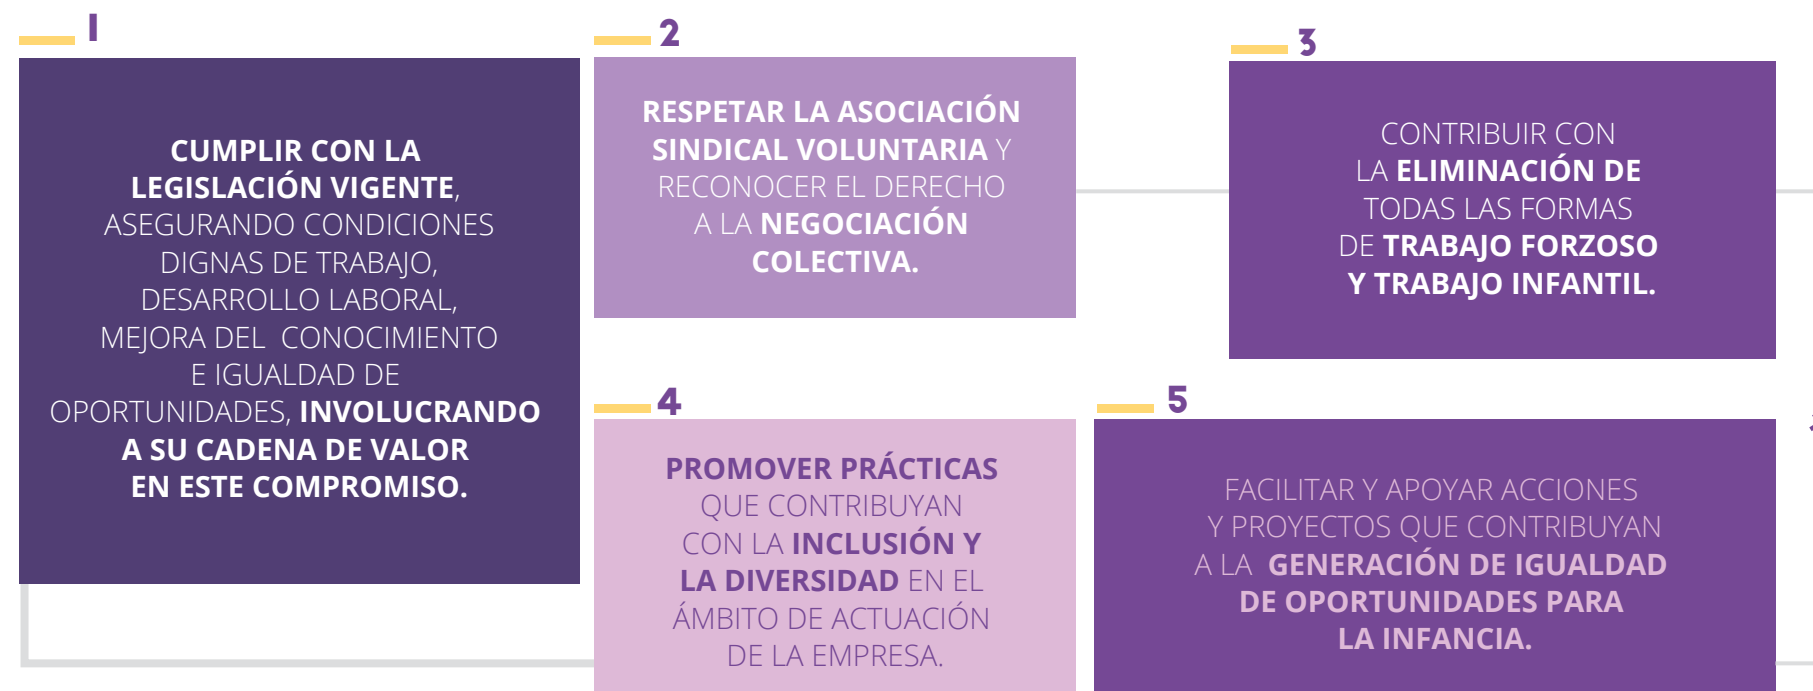 1
CUMPLIR CON LA
LEGISLACIÓN VIGENTE,
ASEGURANDO CONDICIONES
DIGNAS DE TRABAJO,
DESARROLLO LABORAL,
MEJORA DEL CONOCIMIENTO
E IGUALDAD DE
OPORTUNIDADES, INVOLUCRANDO
A SU CADENA DE VALOR
EN ESTE COMPROMISO.
2
RESPETAR LA ASOCIACIÓN
SINDICAL VOLUNTARIA Y
RECONOCER EL DERECHO
A LA NEGOCIACIÓN
COLECTIVA.
3
CONTRIBUIR CON
LA ELIMINACIÓN DE
TODAS LAS FORMAS
DE TRABAJO FORZOSO
Y TRABAJO INFANTIL.
4
PROMOVER PRÁCTICAS
QUE CONTRIBUYAN
CON LA INCLUSIÓN Y
LA DIVERSIDAD EN EL
ÁMBITO DE ACTUACIÓN
DE LA EMPRESA.
5
FACILITAR Y APOYAR ACCIONES
Y PROYECTOS QUE CONTRIBUYAN
A LA GENERACIÓN DE IGUALDAD
DE OPORTUNIDADES PARA
LA INFANCIA.